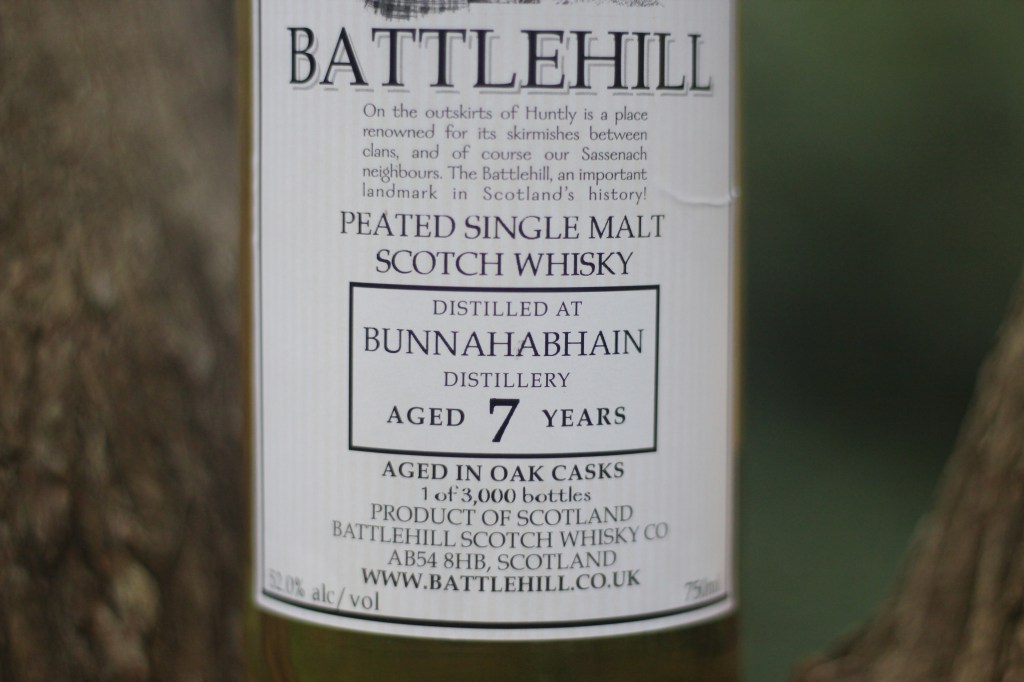 BATTLEHILL
On the outskirts of Huntly is a place
renowned for its skirmishes between
clans, and of course our Sassenach
neighbours. The Battlehill, an important
landmark in Scotland's history!
PEATED SINGLE MALT
SCOTCH WHISKY
DISTILLED AT
BUNNAHABHAIN
DISTILLERY
AGED 7 YEARS
AGED IN OAK CASKS
1 of 3,000 bottles
PRODUCT OF SCOTLAND
BATTLEHILL SCOTCH WHISKY CO
AB54 8HB, SCOTLAND
WWW.BATTLEHILL.CO.UK
52.0% alc/vol
750ml